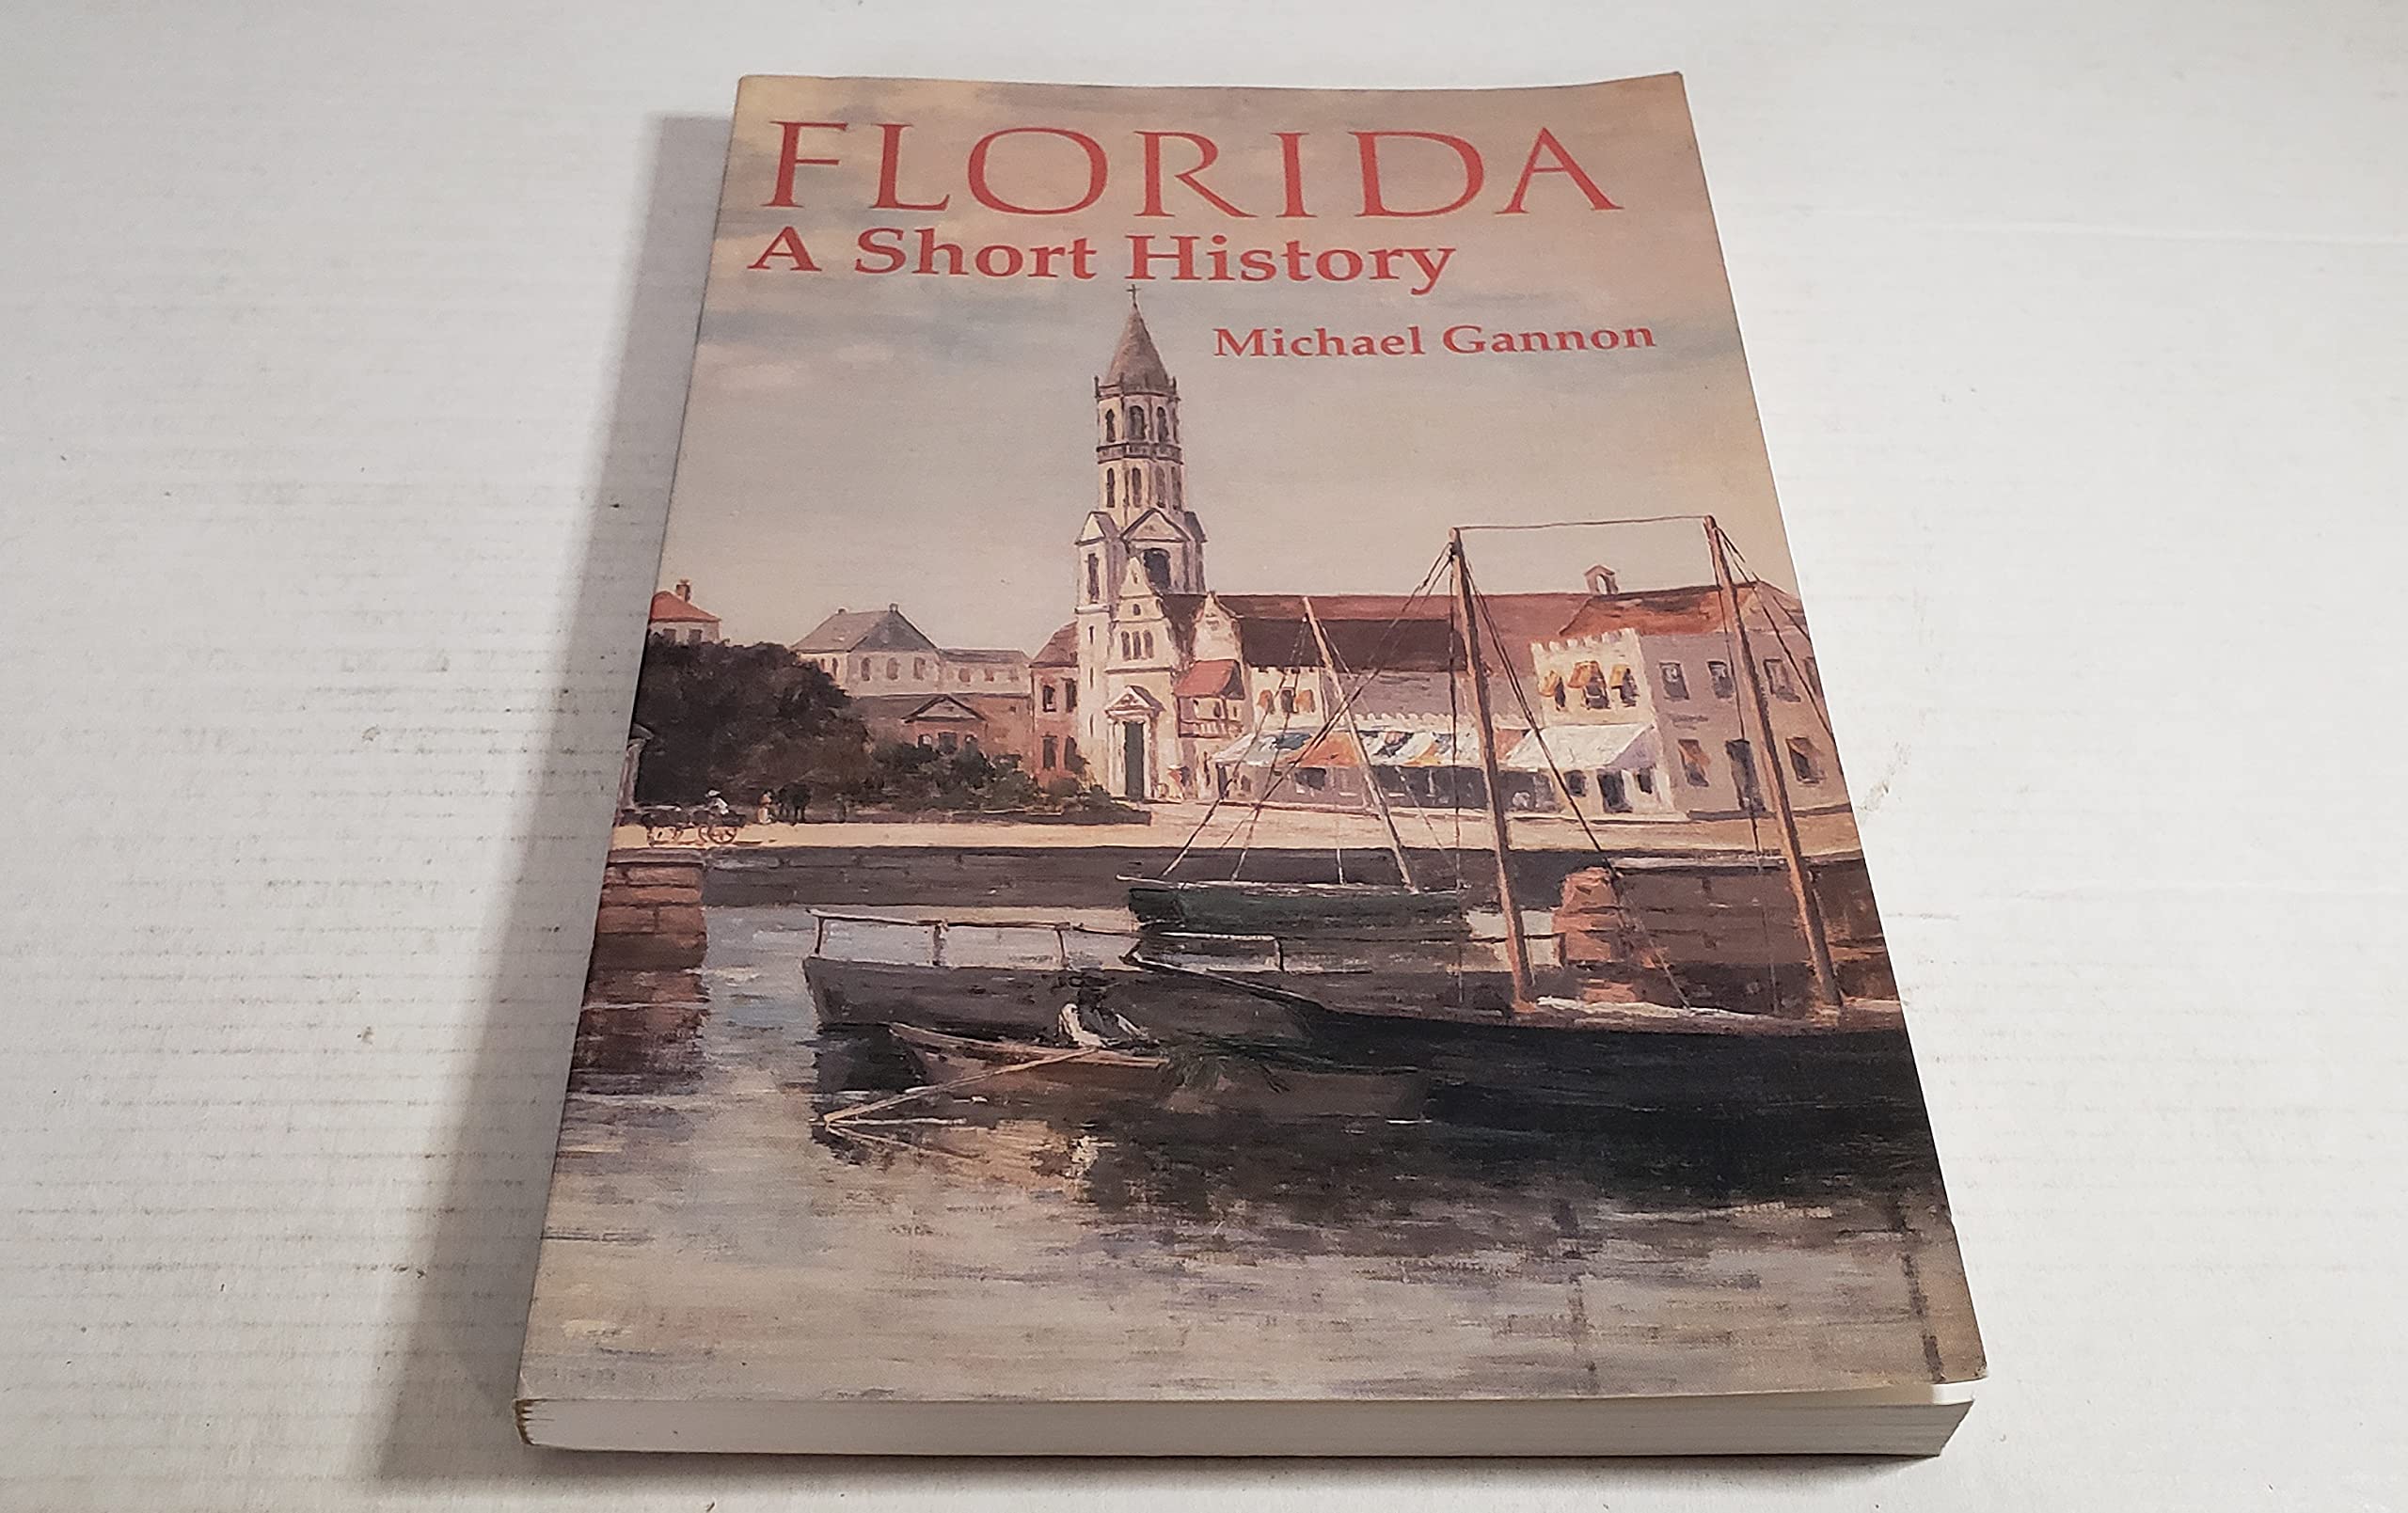 FLORIDA
A Short History
Michael Gannon